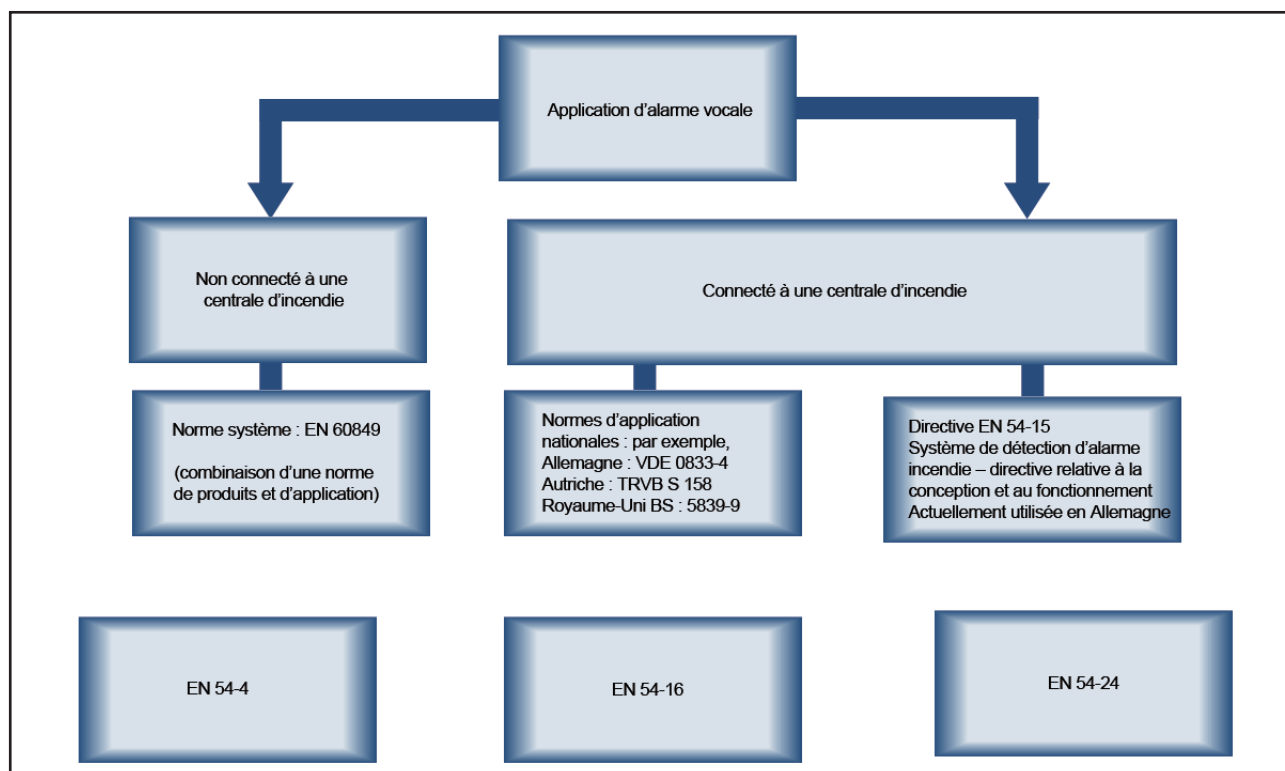 Application d'alarme vocale
Non connecté à une
centrale d'incendie
Connecté à une centrale d'incendie
Norme système : EN 60849
(combinaison d'une norme
de produits et d'application)
Normes d'application
nationales : par exemple,
Allemagne : VDE 0833-4
Autriche : TRVB S 158
Royaume-Uni BS : 5839-9
Directive EN 54-15
Système de détection d'alarme
incendie – directive relative à la
conception et au fonctionnement
Actuellement utilisée en Allemagne
EN 54-4
EN 54-16
EN 54-24